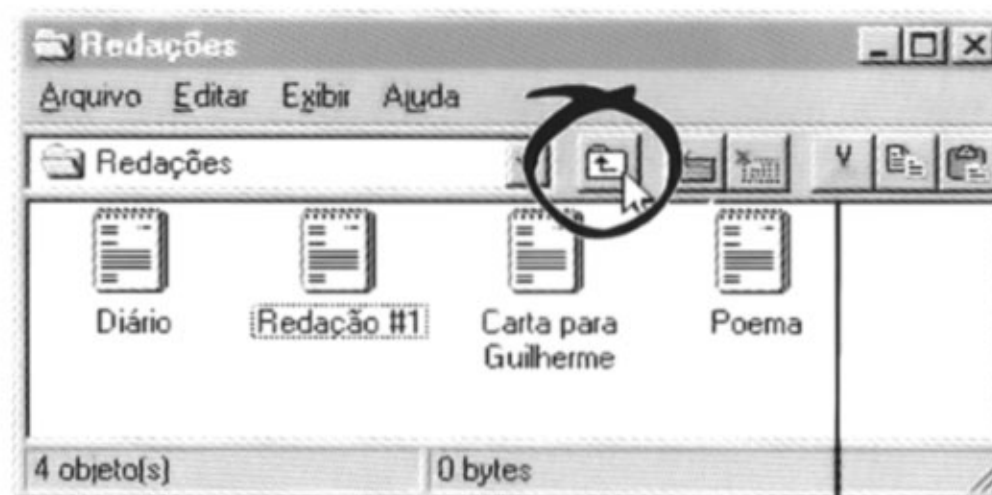 Redações
Arquivo Editar Exibir Ajuda
Redações
Diário Redação #1 Carta para Guilherme Poema
4 objeto(s) 0 bytes